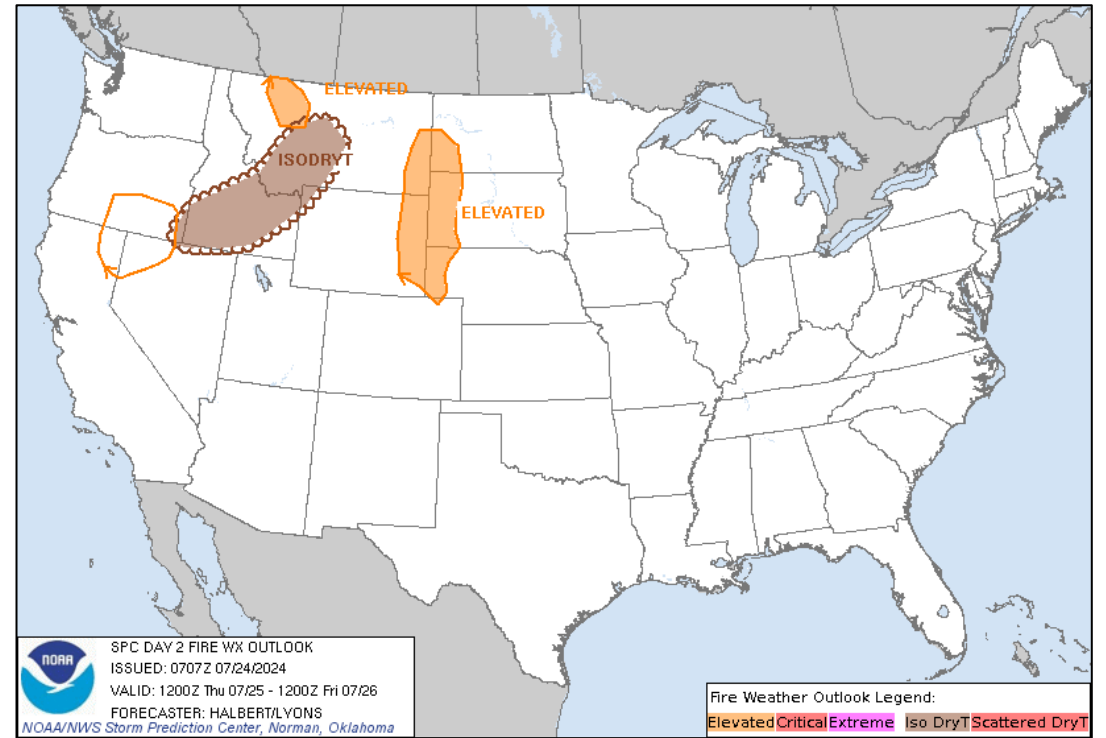 ELEVATED
ISODRYT
ELEVATED
NOAA
SPC DAY 2 FIRE WX OUTLOOK
ISSUED: 0707Z 07/24/2024
VALID: 1200Z Thu 07/25 - 1200Z Fri 07/26
FORECASTER: HALBERT/LYONS
NOAA/NWS Storm Prediction Center, Norman, Oklahoma
Fire Weather Outlook Legend:
Elevated Critical Extreme Iso DryT Scattered DryT